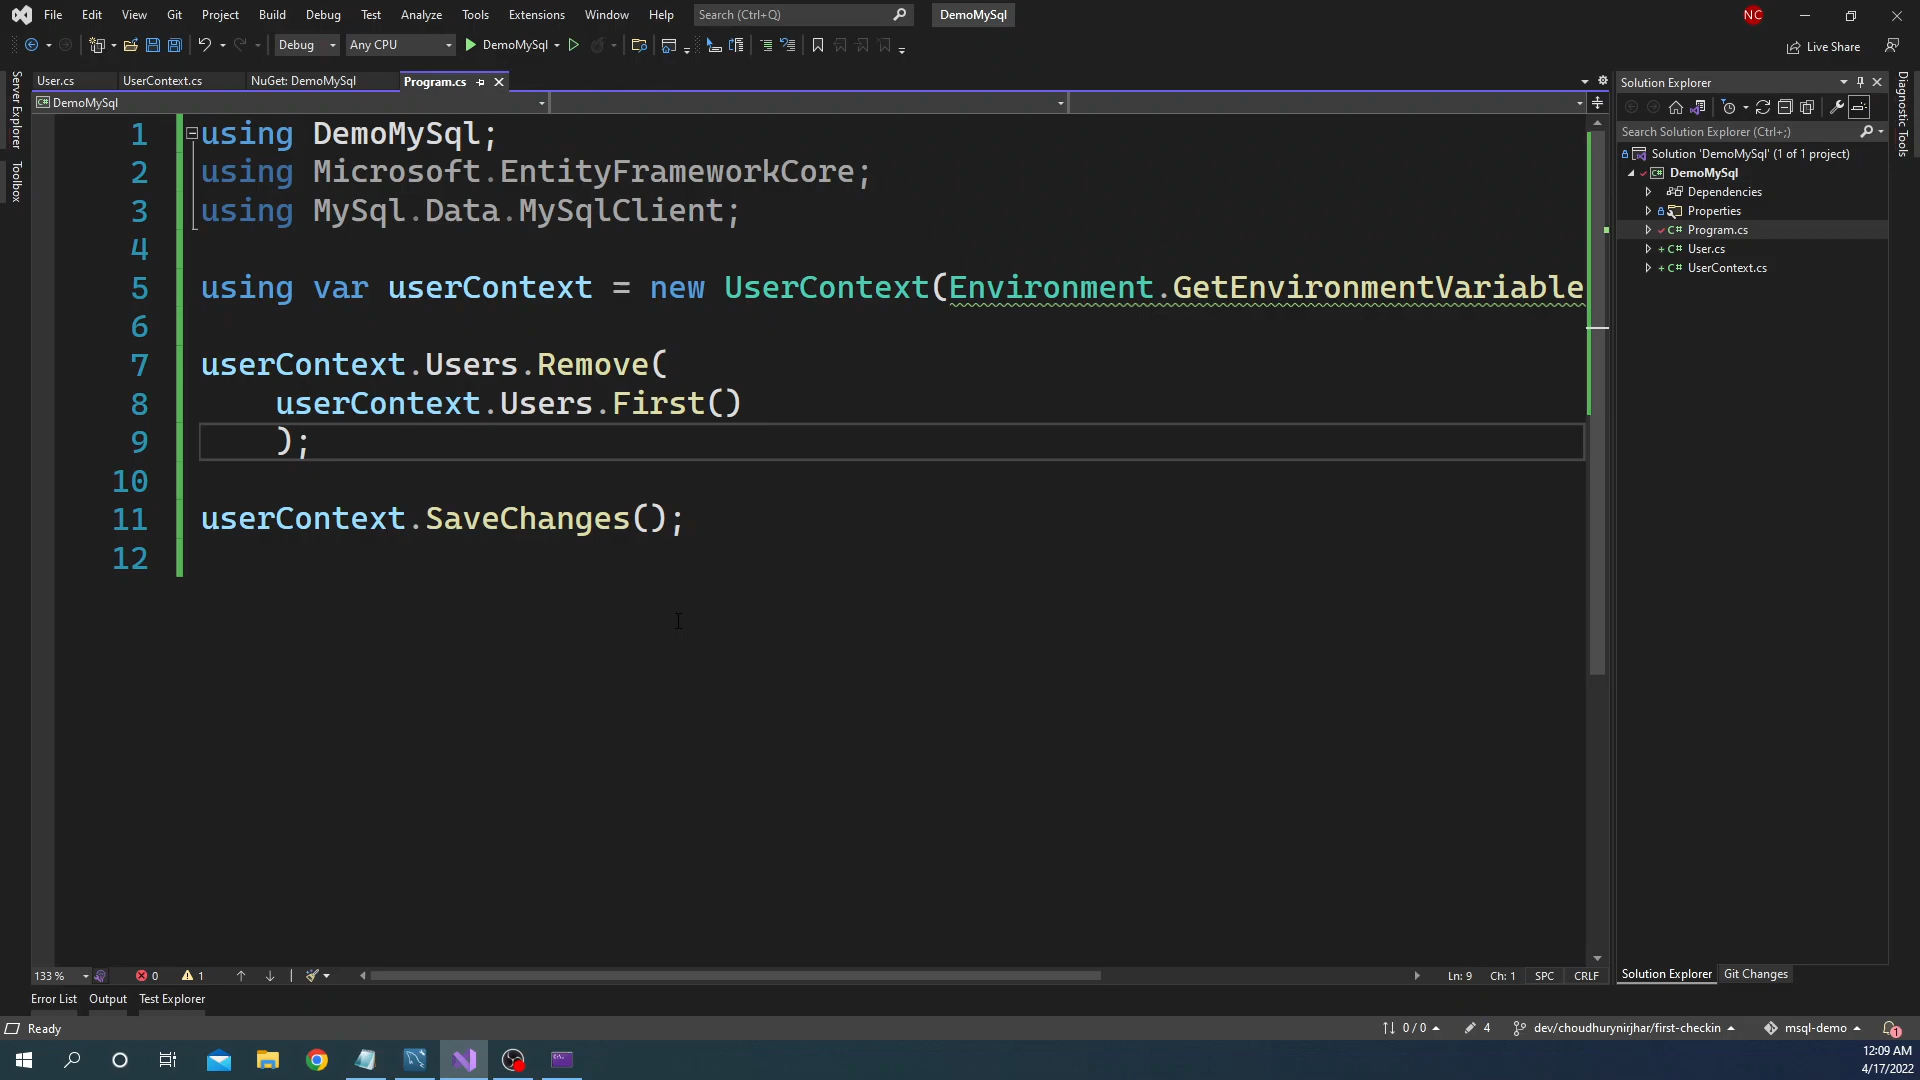 File Edit View Git Project Build Debug Test Analyze Tools Extensions Window Help Search (Ctrl+Q) DemoMySql NC
Debug Any CPU DemoMySql Live Share
User.cs UserContext.cs NuGet: DemoMySql Program.cs
DemoMySql
Server Explorer
Toolbox
1 using DemoMySql;
2 using Microsoft.EntityFrameworkCore;
3 using MySql.Data.MySqlClient;
4
5 using var userContext = new UserContext(Environment.GetEnvironmentVariable
6
7 userContext.Users.Remove(
8 userContext.Users.First()
9 );
10
11 userContext.SaveChanges();
12
Solution Explorer
Search Solution Explorer (Ctrl+;)
Solution 'DemoMySql' (1 of 1 project)
DemoMySql
Dependencies
Properties
C# Program.cs
C# User.cs
C# UserContext.cs
Diagnostic Tools
133 % 0 1 Ln: 9 Ch: 1 SPC CRLF
Solution Explorer Git Changes
Error List Output Test Explorer
Ready 0 / 0 4 dev/choudhurynirjhar/first-checkin msql-demo 1
12:09 AM
4/17/2022